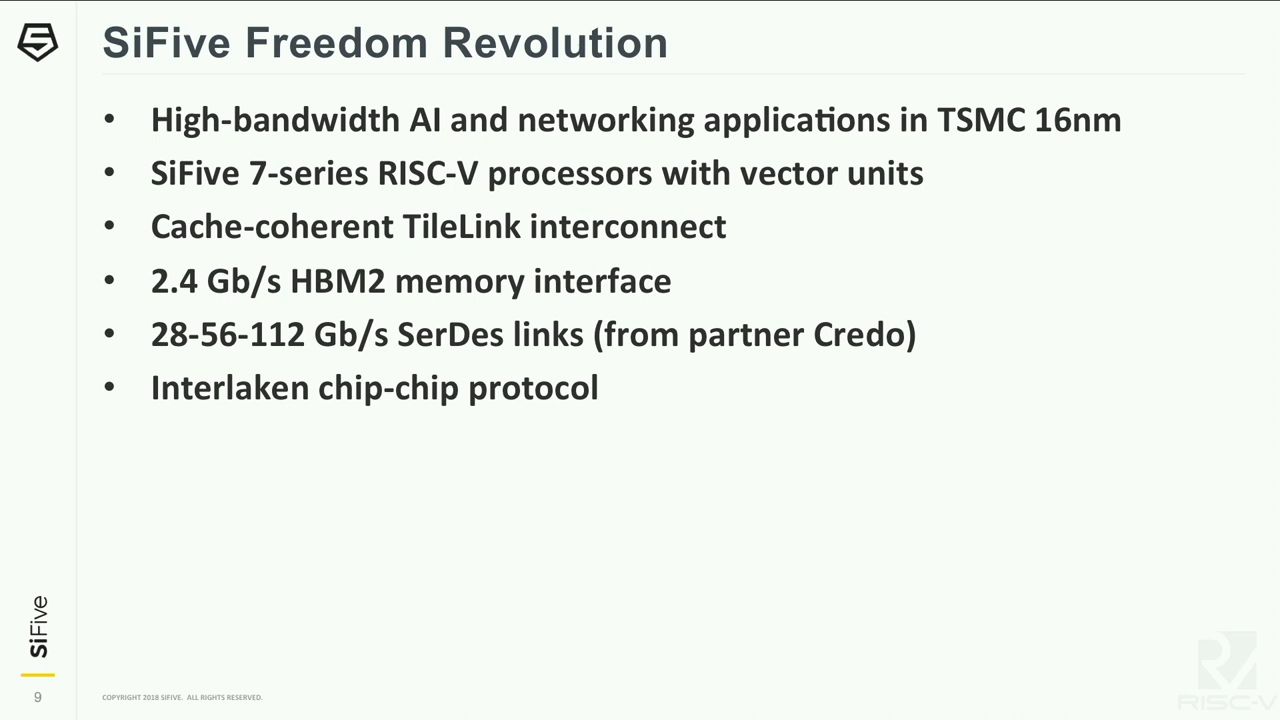 SiFive Freedom Revolution
• High-bandwidth AI and networking applications in TSMC 16nm
• SiFive 7-series RISC-V processors with vector units
• Cache-coherent TileLink interconnect
• 2.4 Gb/s HBM2 memory interface
• 28-56-112 Gb/s SerDes links (from partner Credo)
• Interlaken chip-chip protocol
SiFive
9
COPYRIGHT 2018 SIFIVE. ALL RIGHTS RESERVED.
RISC-V